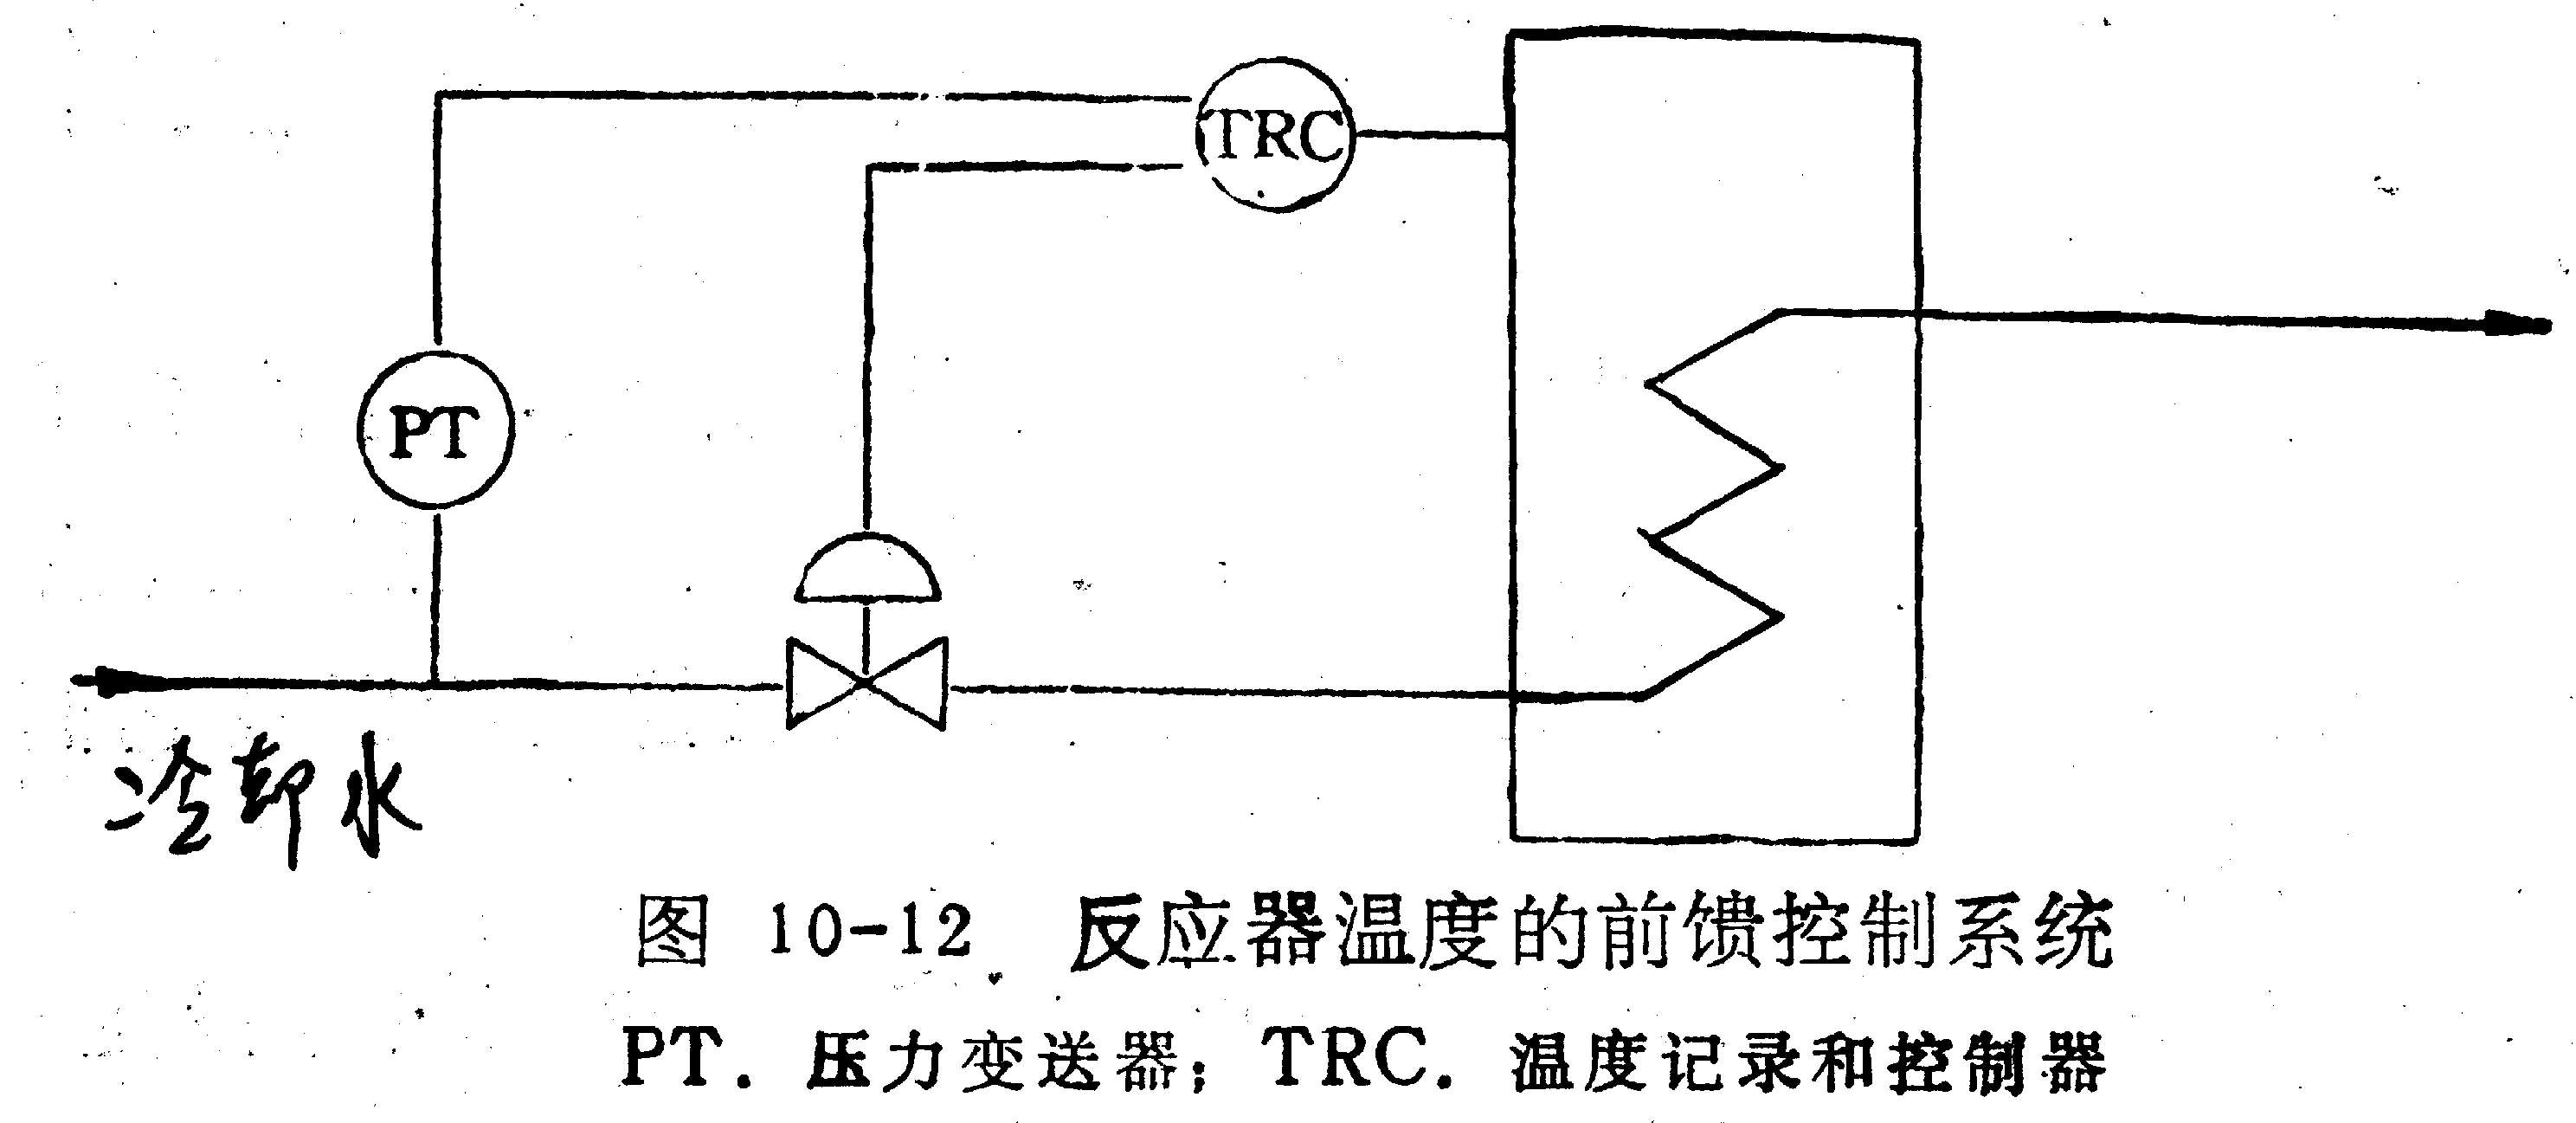 TRC
PT
冷却水
图 10-12 反应器温度的前馈控制系统
PT. 压力变送器; TRC. 温度记录和控制器